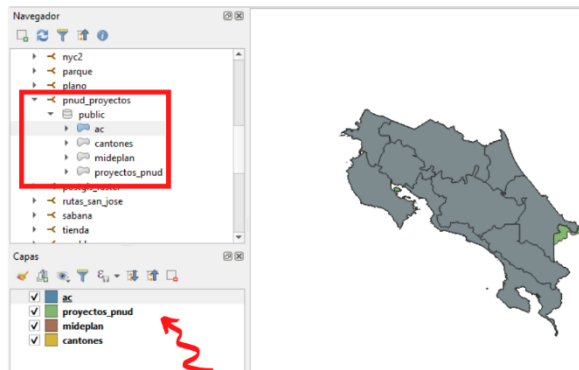 Navegador
nyc2
parque
plano
pnud_proyectos
public
ac
cantones
mideplan
proyectos_pnud
postgis_raster
rutas_san_jose
sabana
tienda
Capas
ac
proyectos_pnud
mideplan
cantones